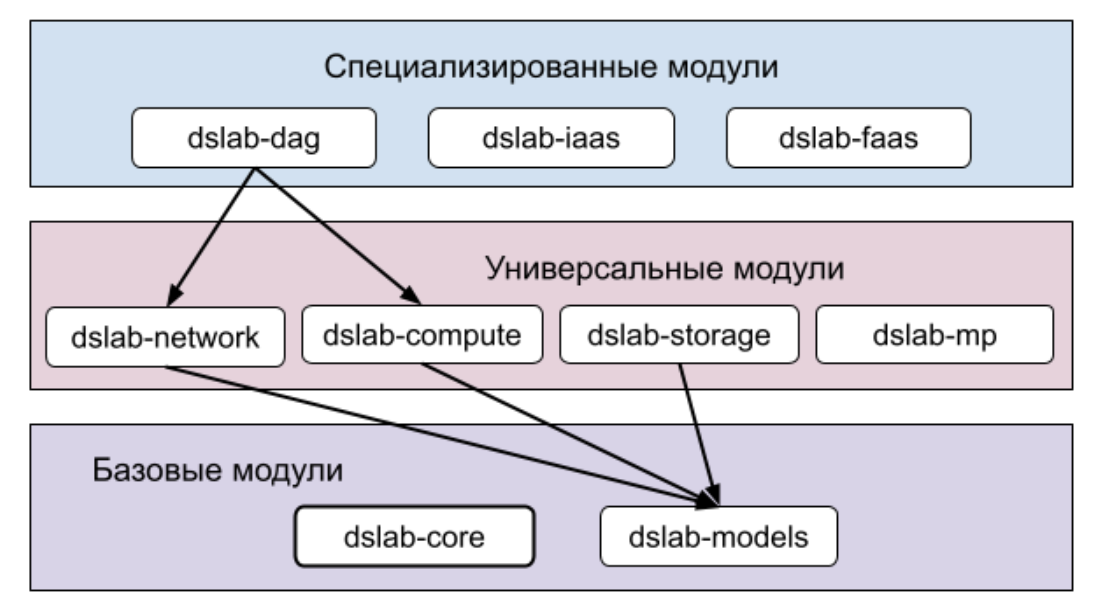 Специализированные модули
dslab-dag
dslab-iaas
dslab-faas
Универсальные модули
dslab-network
dslab-compute
dslab-storage
dslab-mp
Базовые модули
dslab-core
dslab-models